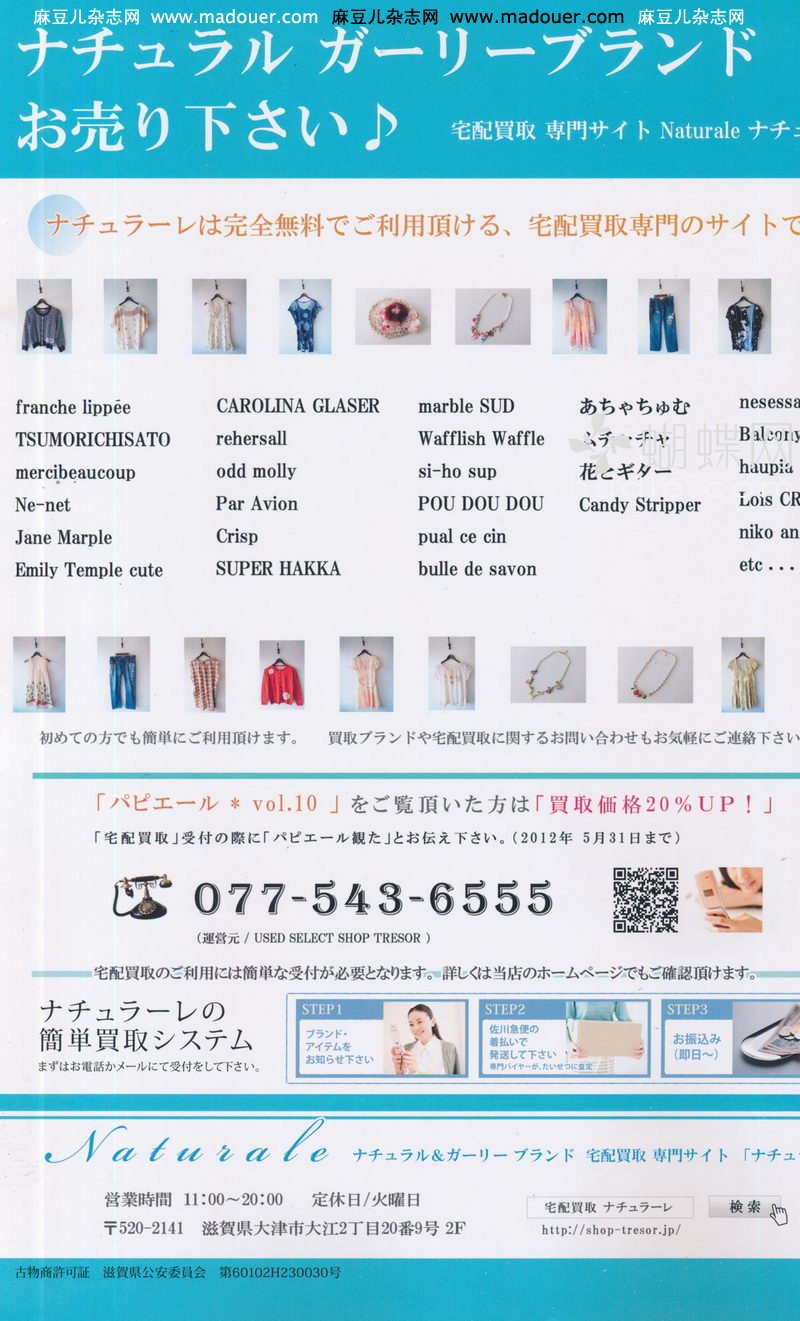 麻豆儿杂志网 www.madouer.com 麻豆儿杂志网 www.madouer.com 麻豆儿杂志网
ナチュラル ガーリーブランド
お売り下さい♪ 宅配買取 専門サイト Naturale ナチュ
ナチュラーレは完全無料でご利用頂ける、宅配買取専門のサイトで
franche lippée
TSUMORICHISATO
mercibeaucoup
Ne-net
Jane Marple
Emily Temple cute
CAROLINA GLASER
rehersall
odd molly
Par Avion
Crisp
SUPER HAKKA
marble SUD
Wafflish Waffle
si-ho sup
POU DOU DOU
pual ce cin
bulle de savon
あちゃちゅむ
ムチャチャ
花とギター
Candy Stripper
nesessa
Balcony
haupia
Lois CR
niko an
etc...
蝴蝶网
初めての方でも簡単にご利用頂けます。 買取ブランドや宅配買取に関するお問い合わせもお気軽にご連絡下さい
「パピエール * vol.10 」をご覧頂いた方は「買取価格20%UP！」
「宅配買取」受付の際に「パピエール観た」とお伝え下さい。(2012年 5月31日まで)
077-543-6555
(運営元 / USED SELECT SHOP TRESOR )
宅配買取のご利用には簡単な受付が必要となります。詳しくは当店のホームページでもご確認頂けます。
ナチュラーレの
簡単買取システム
まずはお電話かメールにて受付をして下さい。
STEP1
ブランド・
アイテムを
お知らせ下さい
STEP2
佐川急便の
着払いで
発送して下さい
専門バイヤーが、たいせつに査定
STEP3
お振込み
(即日〜)
Naturale ナチュラル&ガーリー ブランド 宅配買取 専門サイト 「ナチュ
営業時間 11:00〜20:00 定休日/火曜日
〒520-2141 滋賀県大津市大江2丁目20番9号 2F
宅配買取 ナチュラーレ 検索
http://shop-tresor.jp/
古物商許可証 滋賀県公安委員会 第60102H230030号